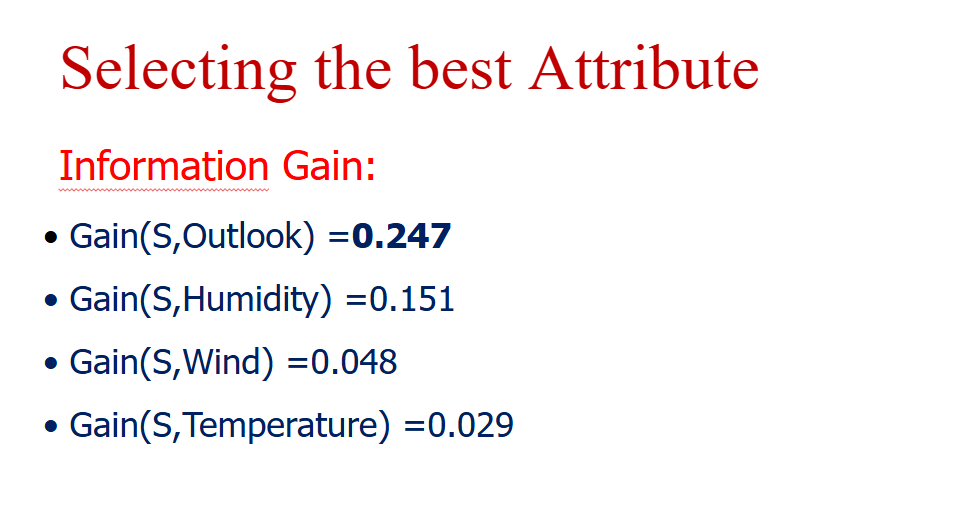 Selecting the best Attribute
Information Gain:
• Gain(S,Outlook) =0.247
• Gain(S,Humidity) =0.151
• Gain(S,Wind) =0.048
• Gain(S,Temperature) =0.029